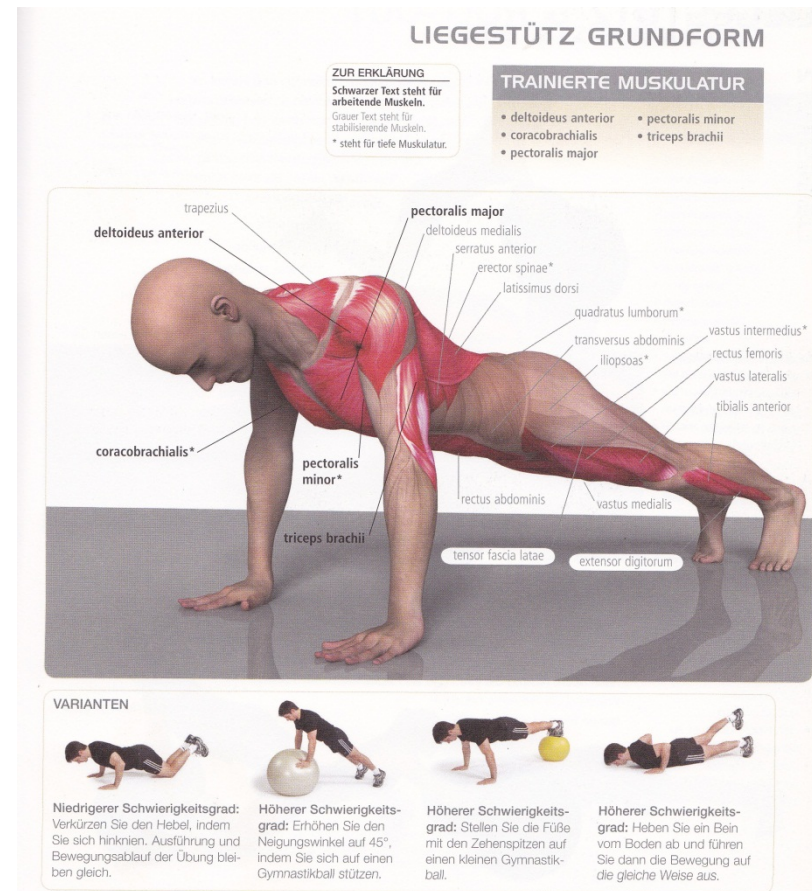 LIEGESTÜTZ GRUNDFORM
ZUR ERKLÄRUNG
Schwarzer Text steht für
arbeitende Muskeln.
Grauer Text steht für
stabilisierende Muskeln.
* steht für tiefe Muskulatur.
TRAINIERTE MUSKULATUR
• deltoideus anterior
• coracobrachialis
• pectoralis major
• pectoralis minor
• triceps brachii
trapezius
pectoralis major
deltoideus anterior
deltoideus medialis
serratus anterior
erector spinae*
latissimus dorsi
quadratus lumborum*
transversus abdominis
vastus intermedius*
iliopsoas*
rectus femoris
vastus lateralis
tibialis anterior
coracobrachialis*
pectoralis
minor*
rectus abdominis
vastus medialis
triceps brachii
tensor fascia latae
extensor digitorum
VARIANTEN
Niedrigerer Schwierigkeitsgrad:
Verkürzen Sie den Hebel, indem
Sie sich hinknien. Ausführung und
Bewegungsablauf der Übung blei-
ben gleich.
Höherer Schwierigkeits-
grad: Erhöhen Sie den
Neigungswinkel auf 45°,
indem Sie sich auf einen
Gymnastikball stützen.
Höherer Schwierigkeits-
grad: Stellen Sie die Füße
mit den Zehenspitzen auf
einen kleinen Gymnastik-
ball.
Höherer Schwierigkeits-
grad: Heben Sie ein Bein
vom Boden ab und führen
Sie dann die Bewegung auf
die gleiche Weise aus.